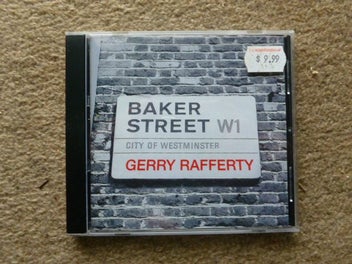 $ 9.99
BAKER
STREET W1
CITY OF WESTMINSTER
GERRY RAFFERTY